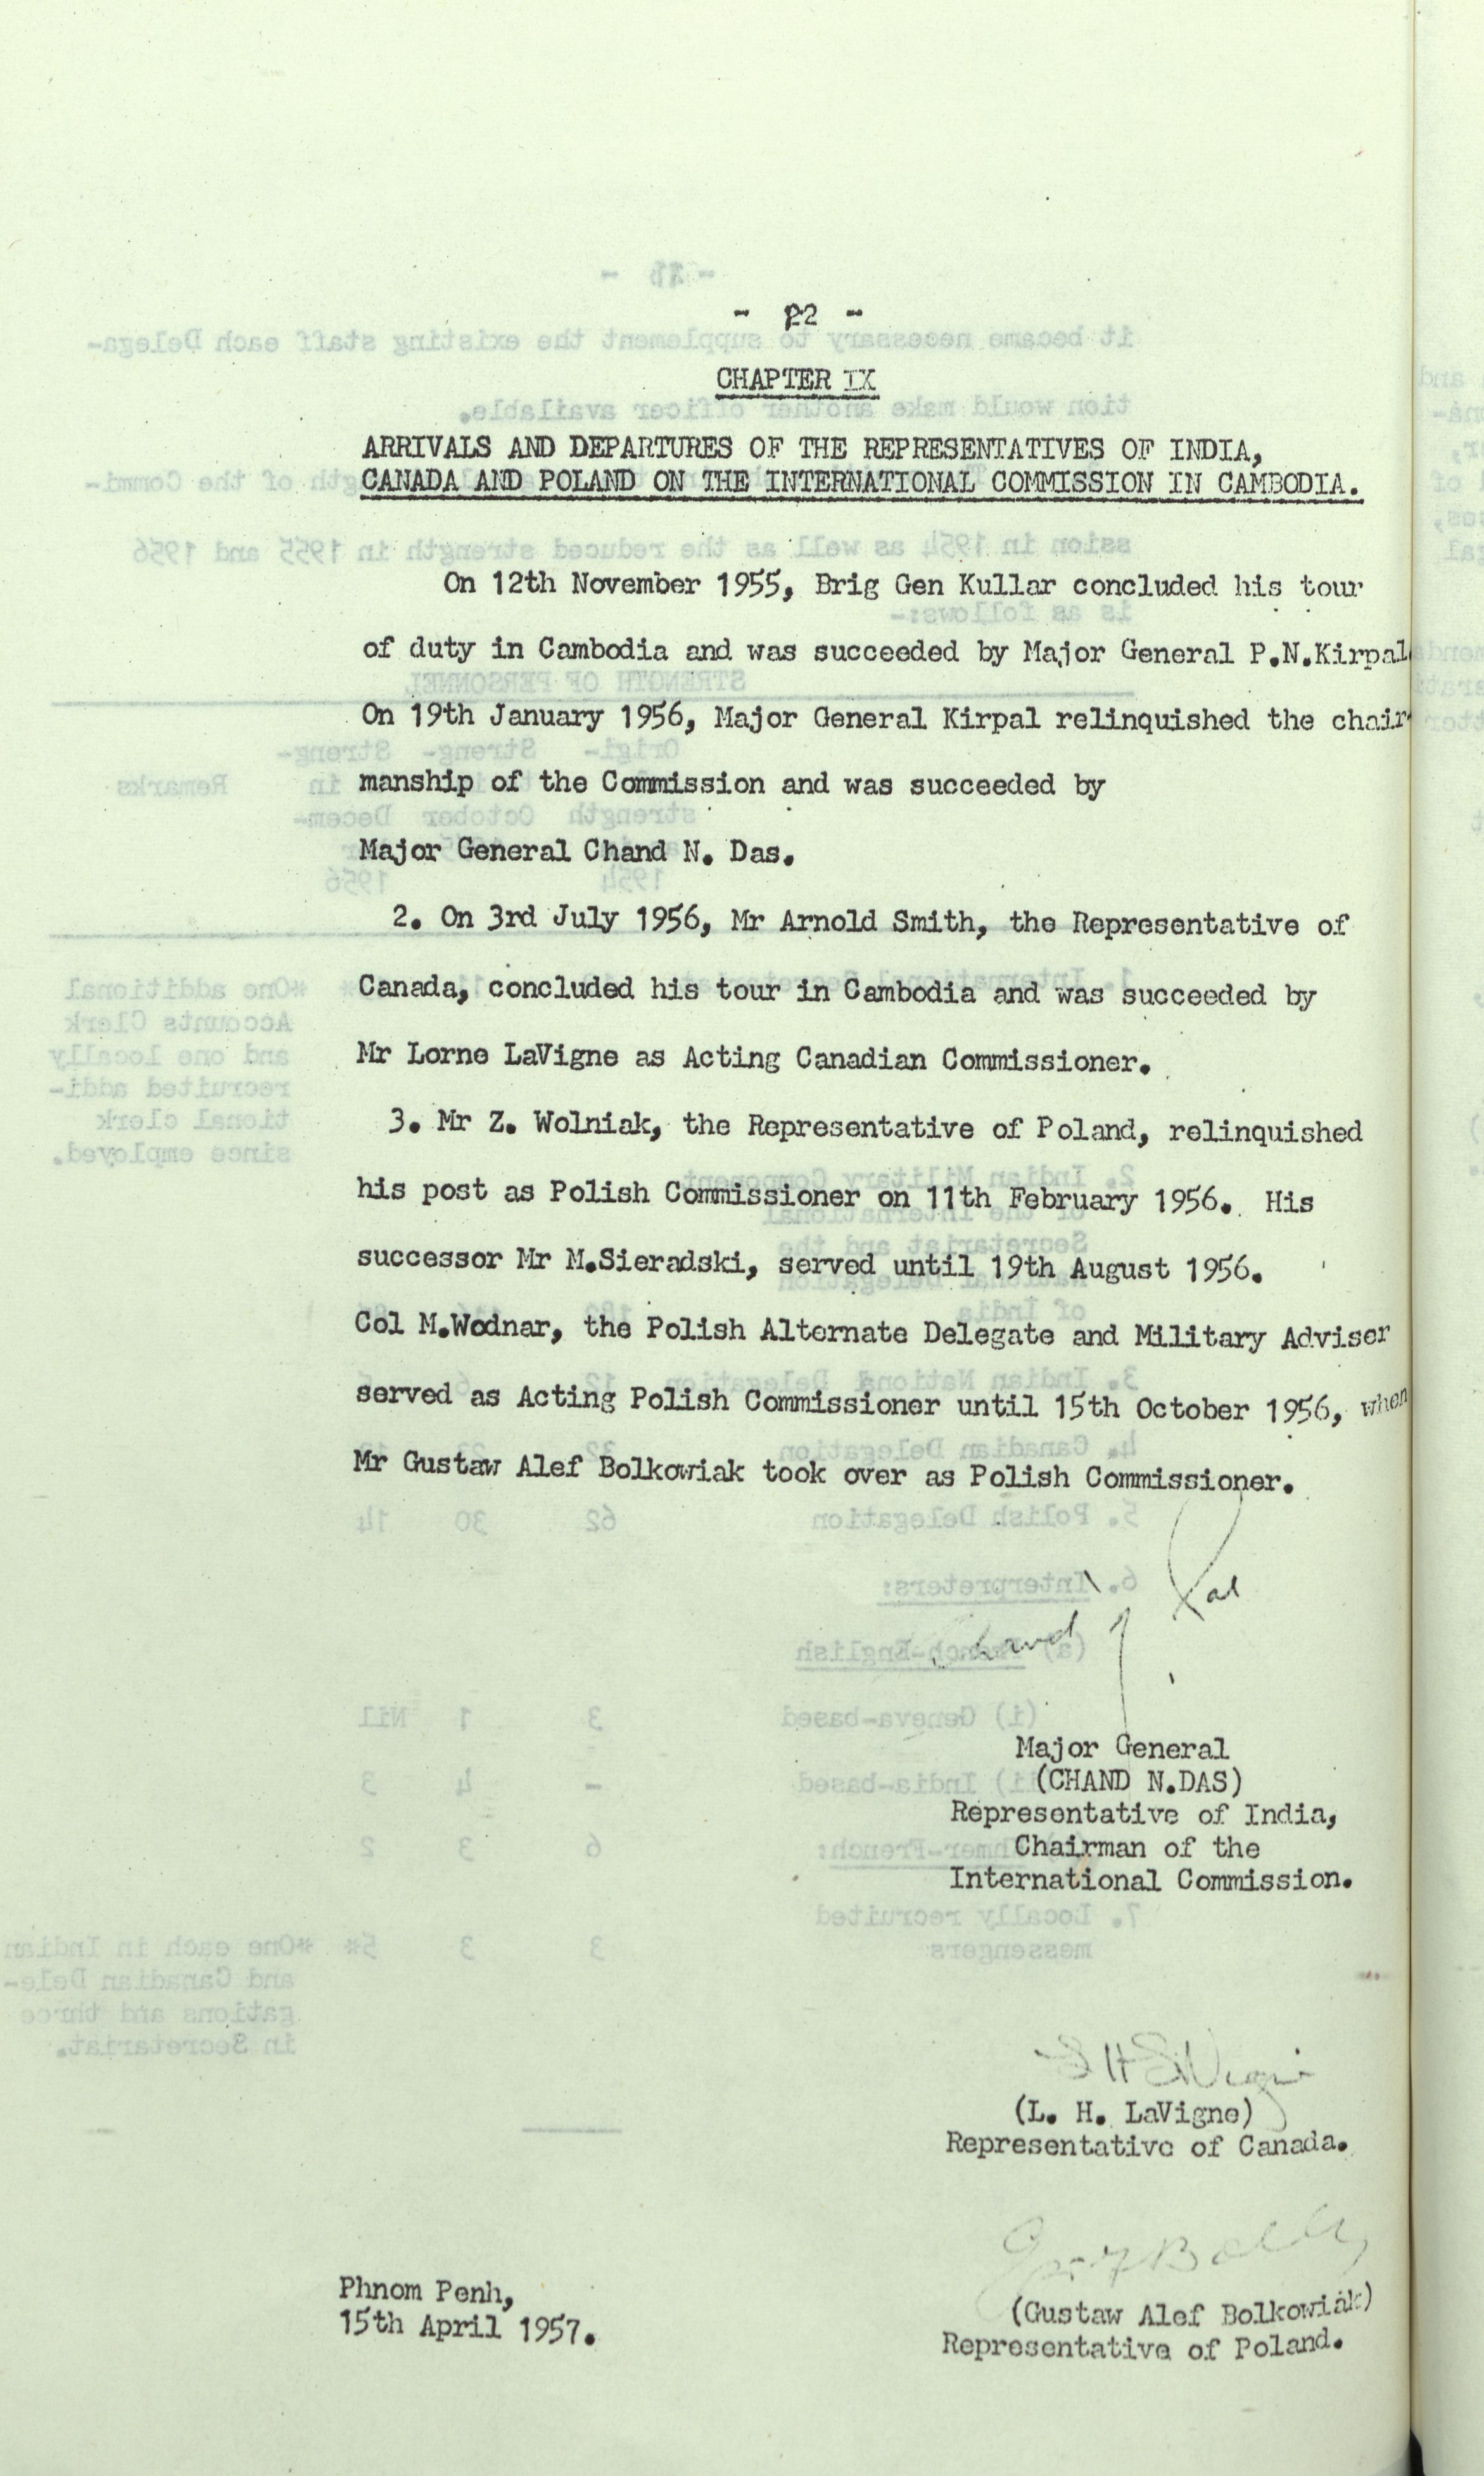 - 22 -
CHAPTER IX
ARRIVALS AND DEPARTURES OF THE REPRESENTATIVES OF INDIA,
CANADA AND POLAND ON THE INTERNATIONAL COMMISSION IN CAMBODIA.
On 12th November 1955, Brig Gen Kullar concluded his tour
of duty in Cambodia and was succeeded by Major General P.N.Kirpal
On 19th January 1956, Major General Kirpal relinquished the chair-
manship of the Commission and was succeeded by
Major General Chand N. Das.
2. On 3rd July 1956, Mr Arnold Smith, the Representative of
Canada, concluded his tour in Cambodia and was succeeded by
Mr Lorne LaVigne as Acting Canadian Commissioner.
3. Mr Z. Wolniak, the Representative of Poland, relinquished
his post as Polish Commissioner on 11th February 1956. His
successor Mr M.Sieradski, served until 19th August 1956.
Col M.Wodnar, the Polish Alternate Delegate and Military Adviser
served as Acting Polish Commissioner until 15th October 1956, when
Mr Gustaw Alef Bolkowiak took over as Polish Commissioner.
Major General
(CHAND N.DAS)
Representative of India,
Chairman of the
International Commission.
(L. H. LaVigne)
Representative of Canada.
Phnom Penh,
15th April 1957.
(Gustaw Alef Bolkowiak)
Representative of Poland.